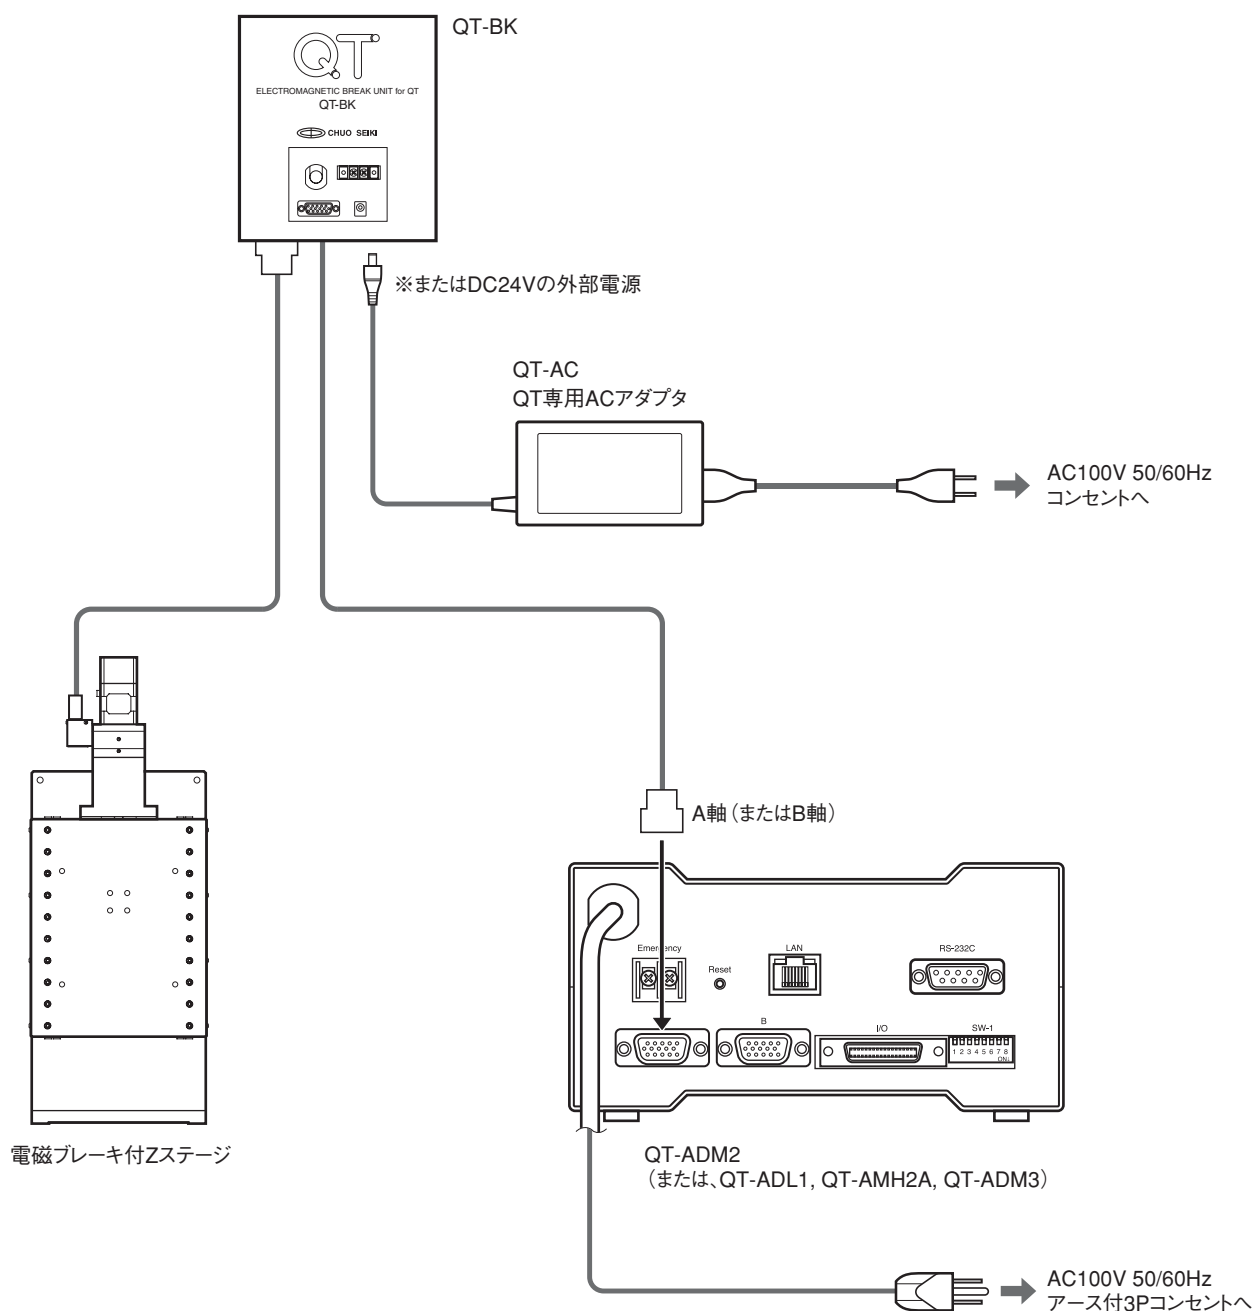 QT-BK
QT
ELECTROMAGNETIC BREAK UNIT for QT
QT-BK
CHUO SEIKI
※またはDC24Vの外部電源
QT-AC
QT専用ACアダプタ
AC100V 50/60Hz
コンセントへ
A軸（またはB軸）
Emergency
Reset
LAN
RS-232C
B
I/O
SW-1
1 2 3 4 5 6 7 8
ON↓
電磁ブレーキ付Zステージ
QT-ADM2
（または、QT-ADL1, QT-AMH2A, QT-ADM3）
AC100V 50/60Hz
アース付3Pコンセントへ